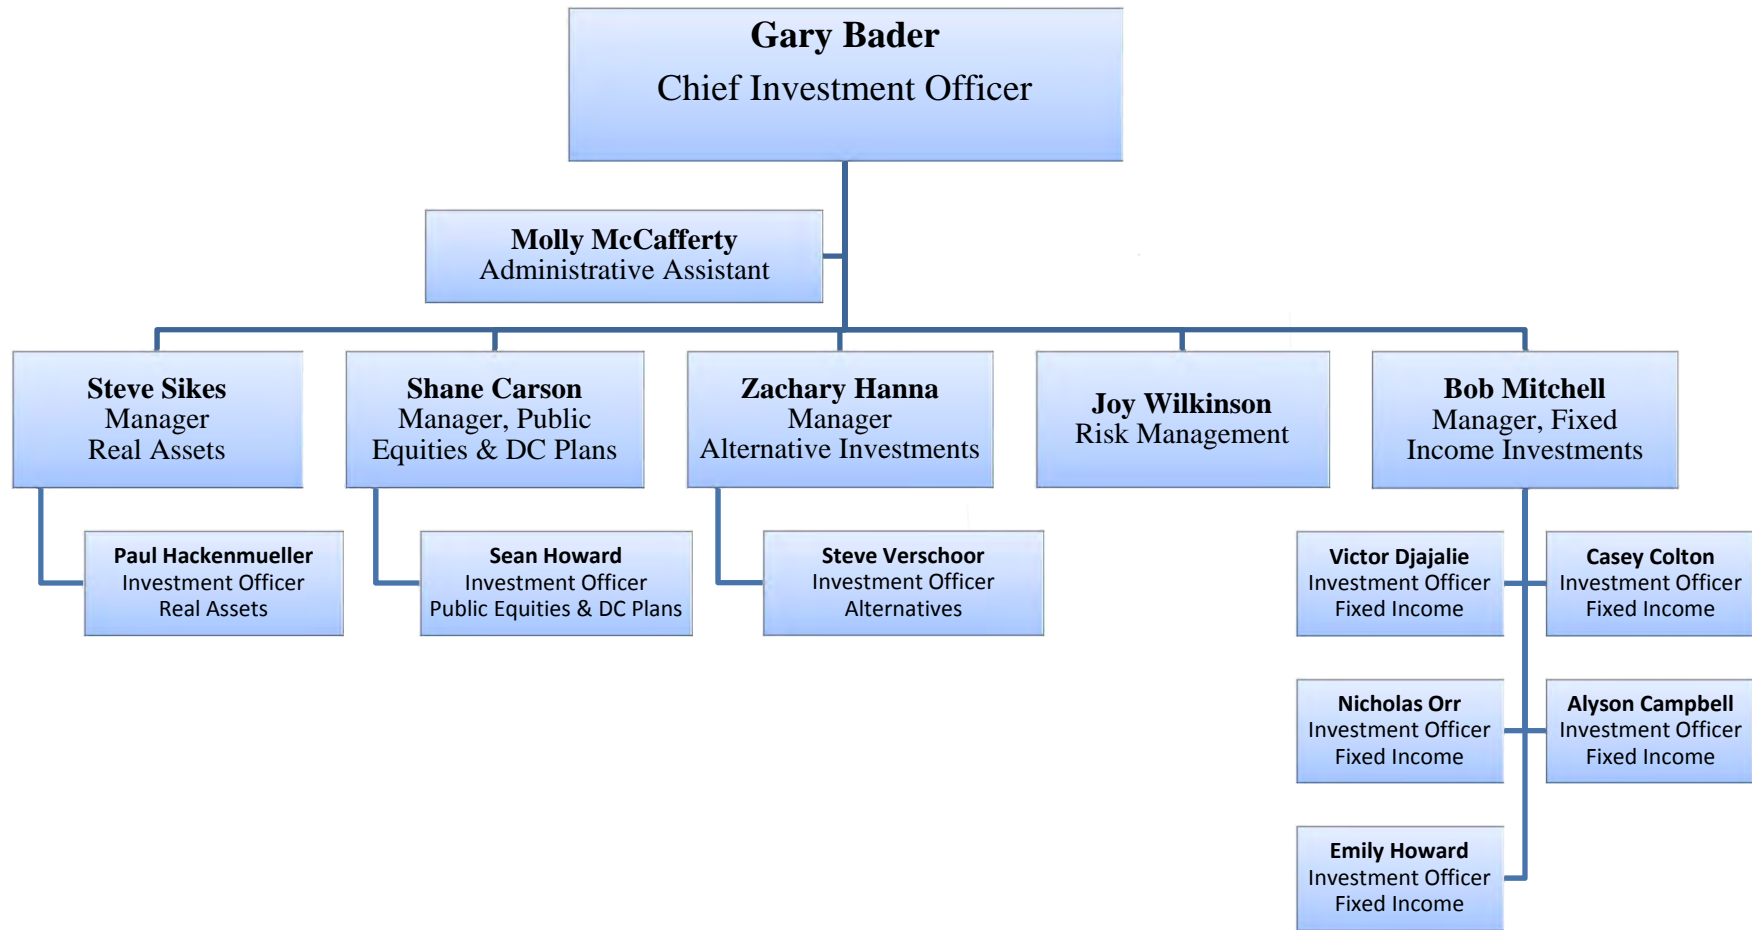 Gary Bader
Chief Investment Officer
Molly McCafferty
Administrative Assistant
Steve Sikes
Manager
Real Assets
Shane Carson
Manager, Public
Equities & DC Plans
Zachary Hanna
Manager
Alternative Investments
Joy Wilkinson
Risk Management
Bob Mitchell
Manager, Fixed
Income Investments
Paul Hackenmueller
Investment Officer
Real Assets
Sean Howard
Investment Officer
Public Equities & DC Plans
Steve Verschoor
Investment Officer
Alternatives
Victor Djajalie
Investment Officer
Fixed Income
Casey Colton
Investment Officer
Fixed Income
Nicholas Orr
Investment Officer
Fixed Income
Alyson Campbell
Investment Officer
Fixed Income
Emily Howard
Investment Officer
Fixed Income